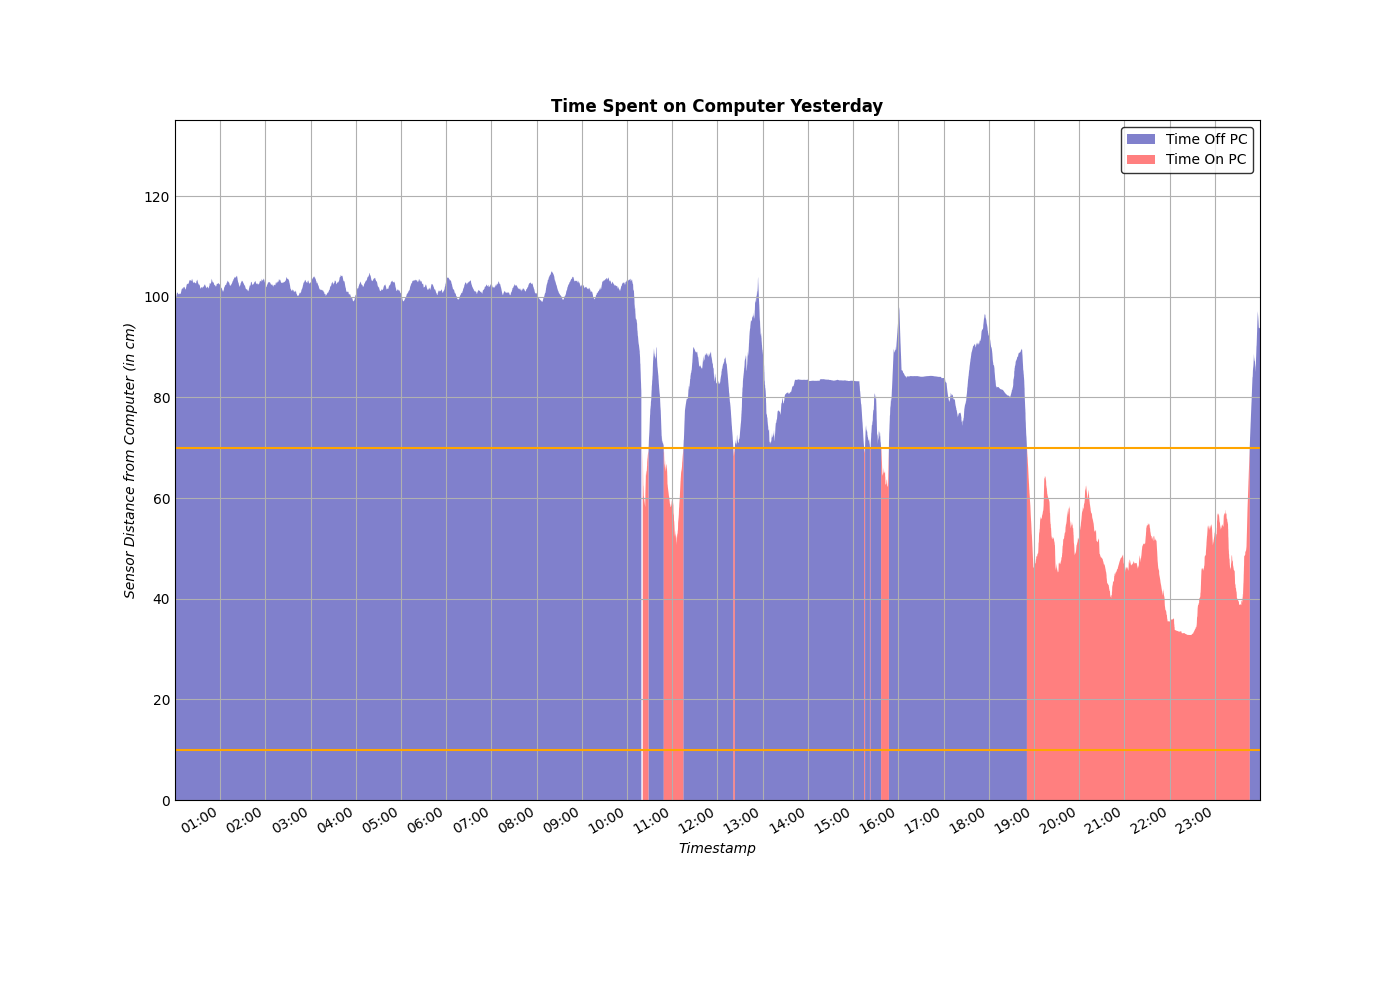 Time Spent on Computer Yesterday
Time Off PC
Time On PC
Sensor Distance from Computer (in cm)
120
100
80
60
40
20
0
01:00 02:00 03:00 04:00 05:00 06:00 07:00 08:00 09:00 10:00 11:00 12:00 13:00 14:00 15:00 16:00 17:00 18:00 19:00 20:00 21:00 22:00 23:00
Timestamp